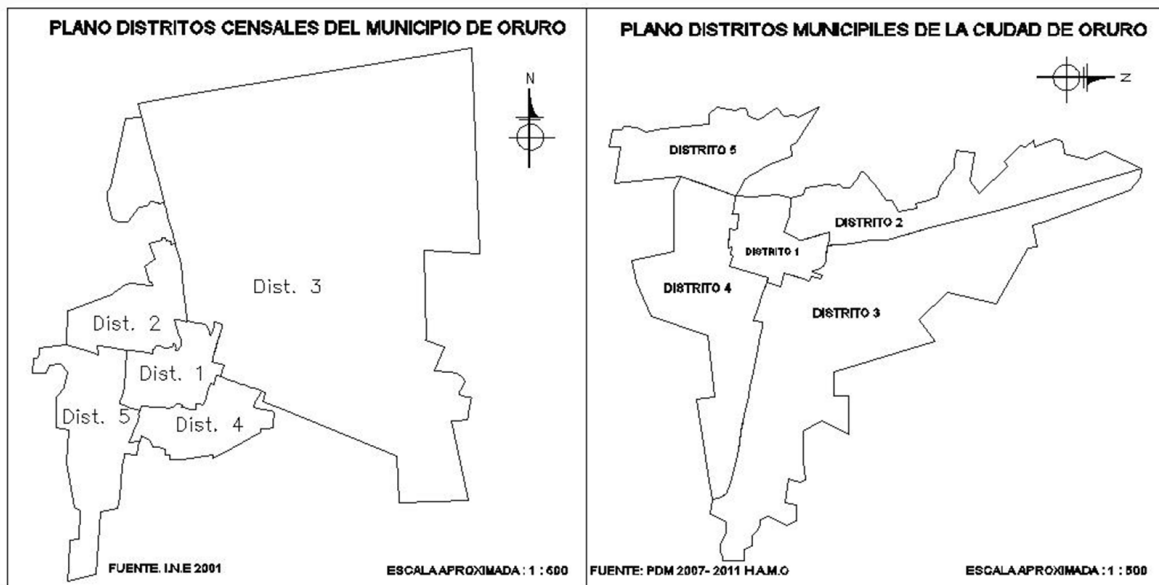 PLANO DISTRITOS CENSALES DEL MUNICIPIO DE ORURO
N
Dist. 3
Dist. 2
Dist. 1
Dist. 5
Dist. 4
FUENTE. I.N.E 2001
ESCALA APROXIMADA : 1 : 600
PLANO DISTRITOS MUNICIPILES DE LA CIUDAD DE ORURO
N
DISTRITO 5
DISTRITO 2
DISTRITO 1
DISTRITO 4
DISTRITO 3
FUENTE: PDM 2007- 2011 H.A.M.O
ESCALA APROXIMADA : 1 : 500